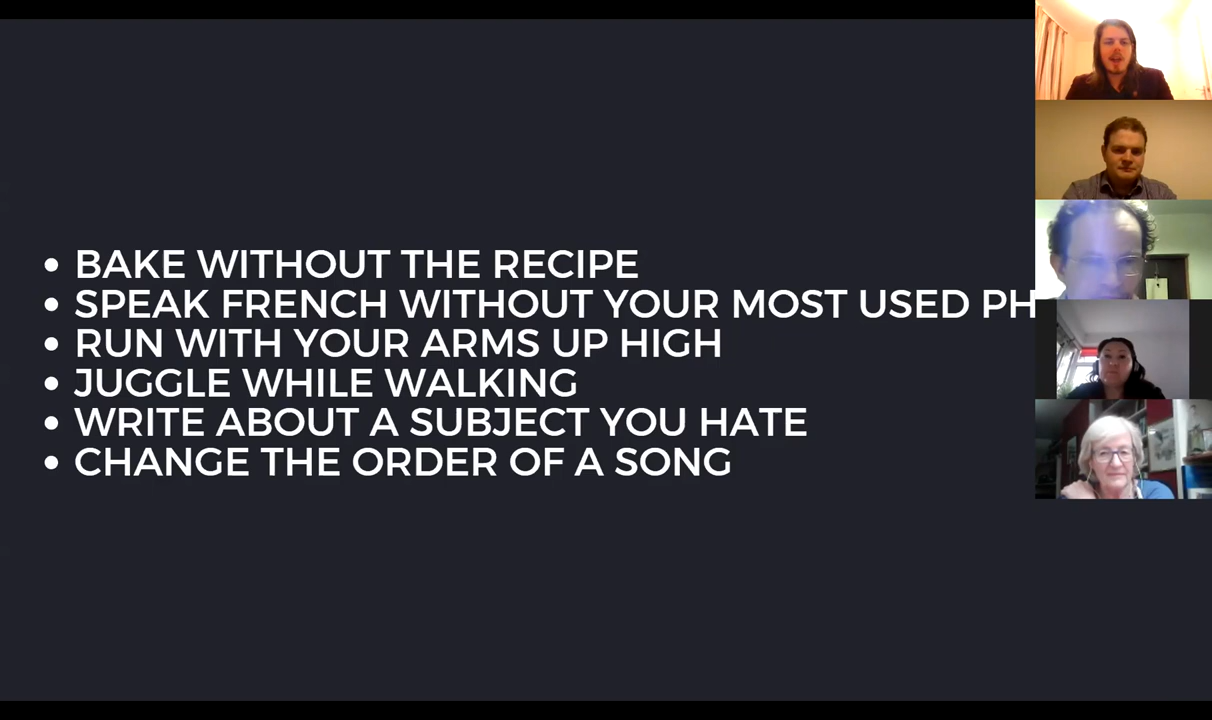 • BAKE WITHOUT THE RECIPE
• SPEAK FRENCH WITHOUT YOUR MOST USED
• RUN WITH YOUR ARMS UP HIGH
• JUGGLE WHILE WALKING
• WRITE ABOUT A SUBJECT YOU HATE
• CHANGE THE ORDER OF A SONG